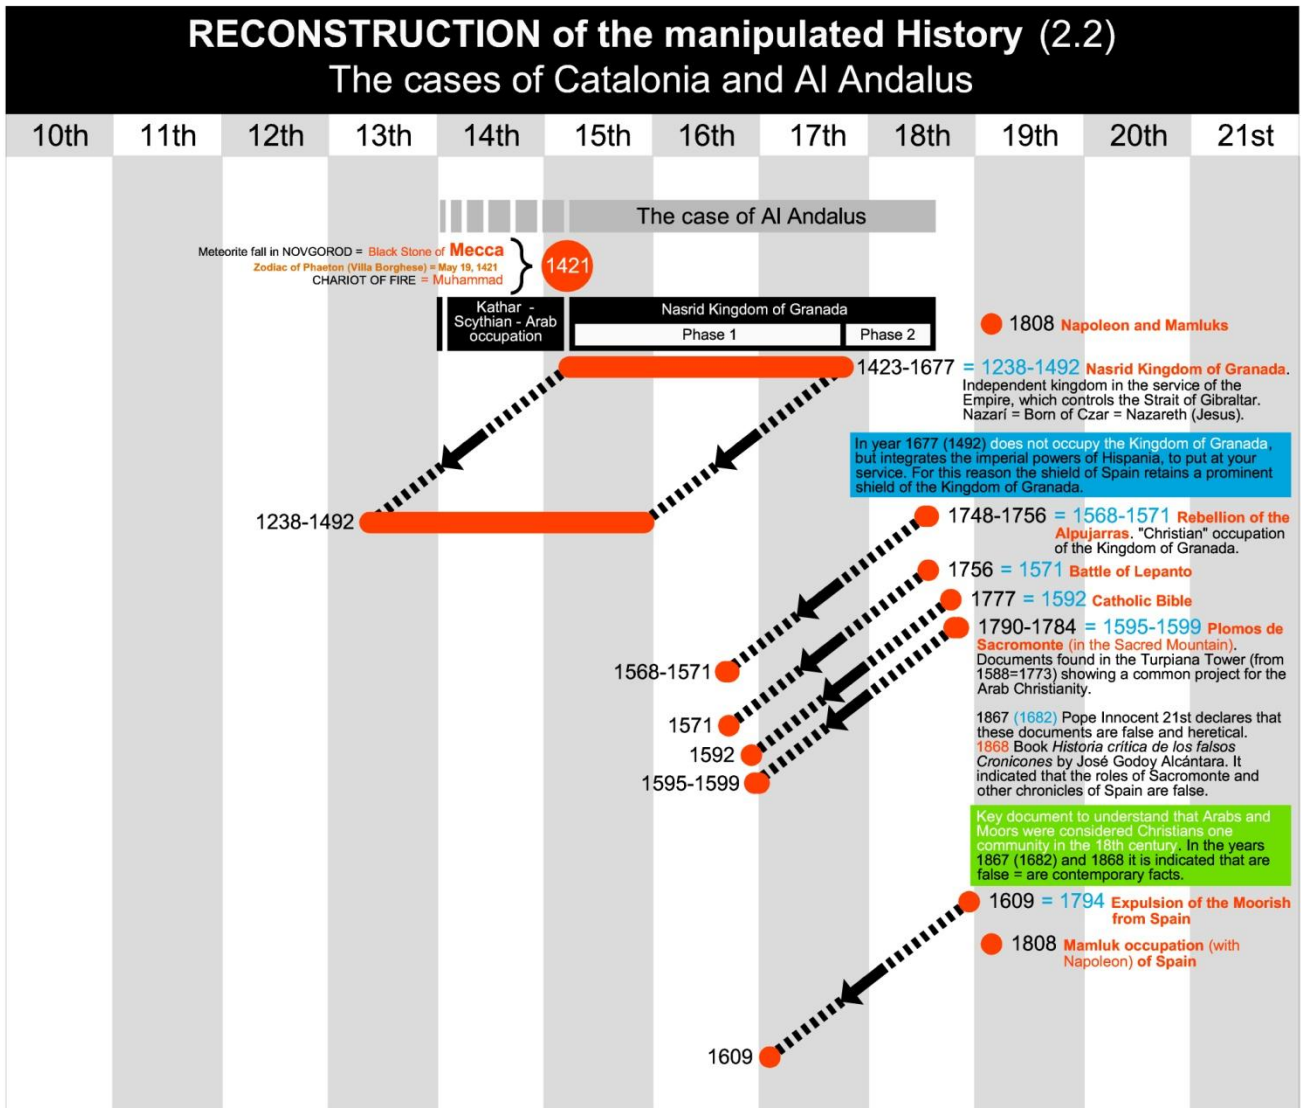 RECONSTRUCTION of the manipulated History (2.2)
The cases of Catalonia and Al Andalus
10th 11th 12th 13th 14th 15th 16th 17th 18th 19th 20th 21st
The case of Al Andalus
Meteorite fall in NOVGOROD = Black Stone of Mecca
Zodiac of Phaeton (Villa Borghese) = May 19, 1421
CHARIOT OF FIRE = Muhammad
1421
Kathar -
Scythian - Arab
occupation
Nasrid Kingdom of Granada
Phase 1
Phase 2
1808 Napoleon and Mamluks
1423-1677 = 1238-1492 Nasrid Kingdom of Granada.
Independent kingdom in the service of the
Empire, which controls the Strait of Gibraltar.
Nazarí = Born of Czar = Nazareth (Jesus).
In year 1677 (1492) does not occupy the Kingdom of Granada,
but integrates the imperial powers of Hispania, to put at your
service. For this reason the shield of Spain retains a prominent
shield of the Kingdom of Granada.
1238-1492
1748-1756 = 1568-1571 Rebellion of the
Alpujarras. "Christian" occupation
of the Kingdom of Granada.
1756 = 1571 Battle of Lepanto
1777 = 1592 Catholic Bible
1790-1784 = 1595-1599 Plomos de
Sacromonte (in the Sacred Mountain).
Documents found in the Turpiana Tower (from
1588=1773) showing a common project for the
Arab Christianity.
1568-1571
1571
1592
1595-1599
1867 (1682) Pope Innocent 21st declares that
these documents are false and heretical.
1868 Book Historia crítica de los falsos
Cronicones by José Godoy Alcántara. It
indicated that the roles of Sacromonte and
other chronicles of Spain are false.
Key document to understand that Arabs and
Moors were considered Christians one
community in the 18th century. In the years
1867 (1682) and 1868 it is indicated that are
false = are contemporary facts.
1609 = 1794 Expulsion of the Moorish
from Spain
1808 Mamluk occupation (with
Napoleon) of Spain
1609